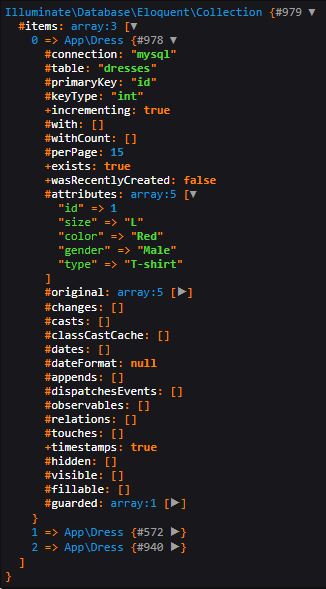 Illuminate\Database\Eloquent\Collection {#979 ▼
  #items: array:3 [▼
    0 => App\Dress {#978 ▼
      #connection: "mysql"
      #table: "dresses"
      #primaryKey: "id"
      #keyType: "int"
      +incrementing: true
      #with: []
      #withCount: []
      #perPage: 15
      +exists: true
      +wasRecentlyCreated: false
      #attributes: array:5 [▼
        "id" => 1
        "size" => "L"
        "color" => "Red"
        "gender" => "Male"
        "type" => "T-shirt"
      ]
      #original: array:5 [▶]
      #changes: []
      #casts: []
      #classCastCache: []
      #dates: []
      #dateFormat: null
      #appends: []
      #dispatchesEvents: []
      #observables: []
      #relations: []
      #touches: []
      +timestamps: true
      #hidden: []
      #visible: []
      #fillable: []
      #guarded: array:1 [▶]
    }
    1 => App\Dress {#572 ▶}
    2 => App\Dress {#940 ▶}
  ]
}